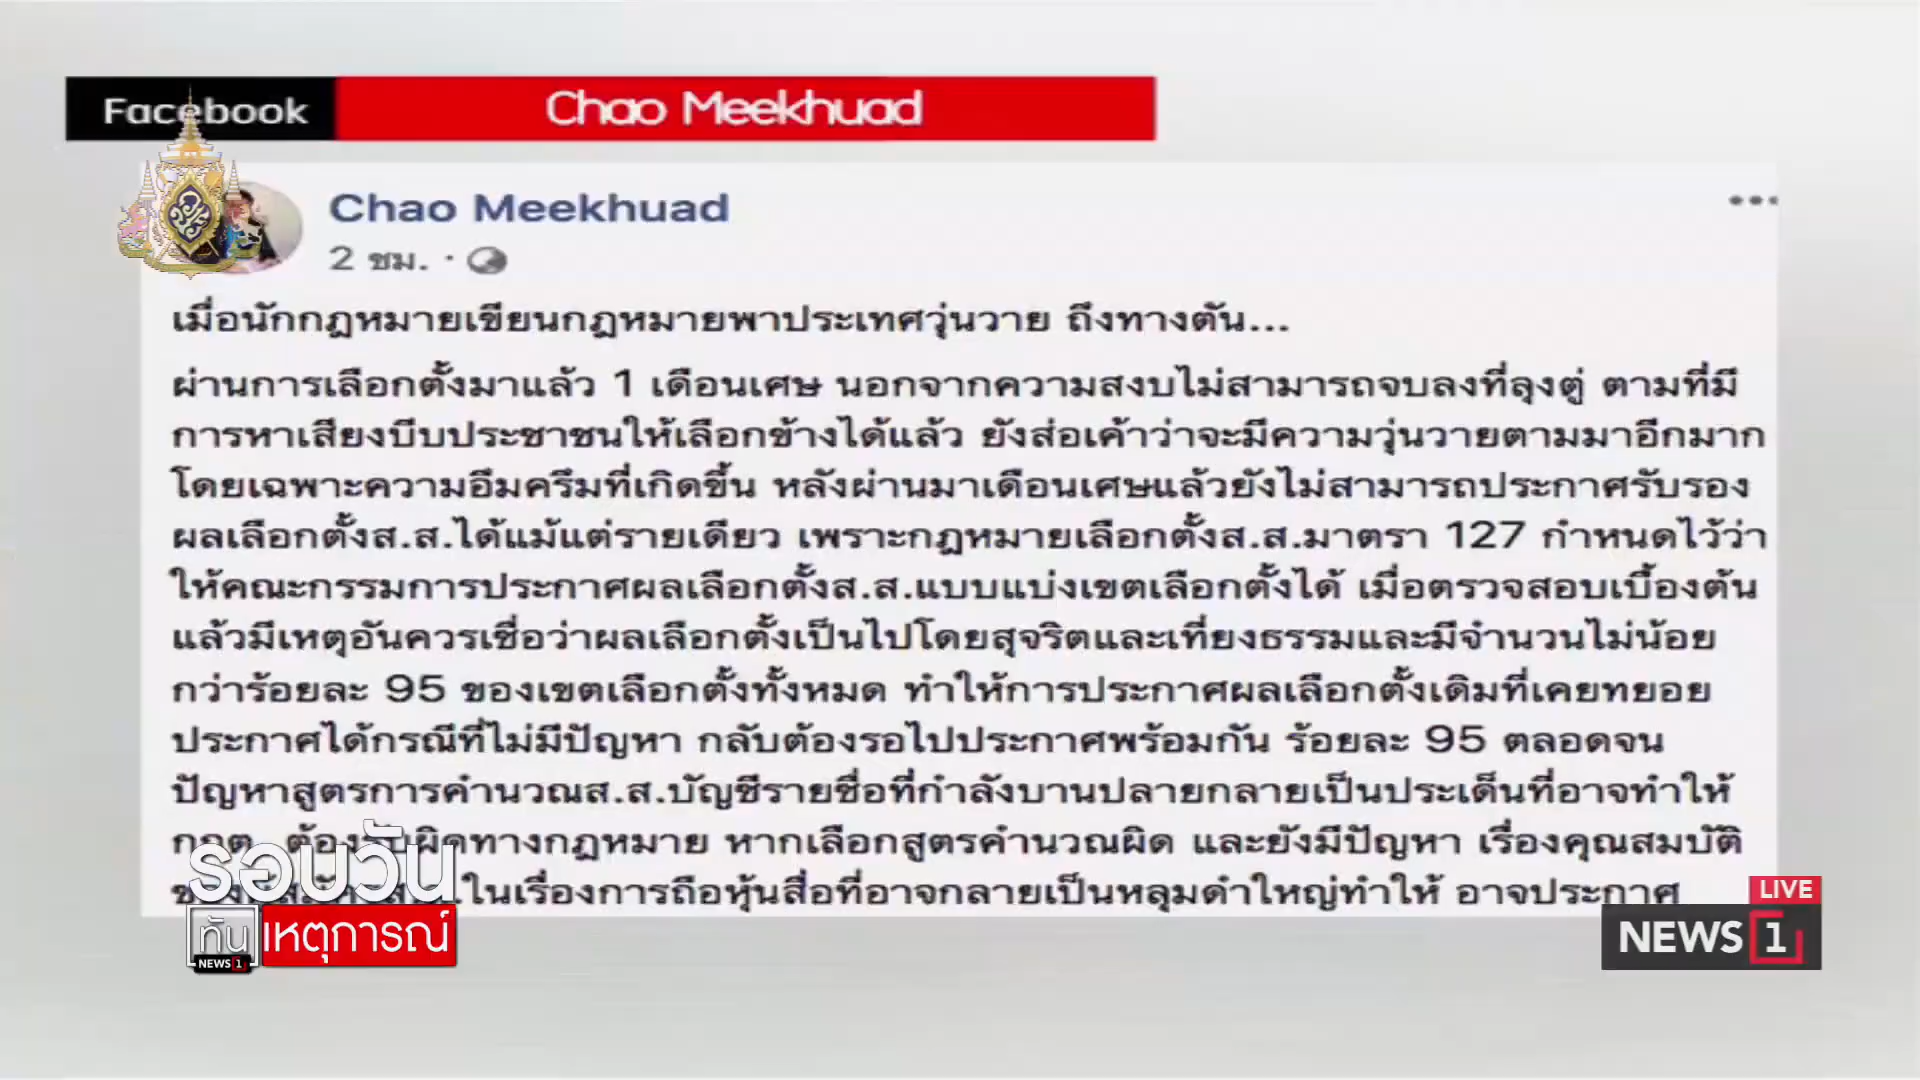 Facebook
Chao Meekhuad
Chao Meekhuad
2 ชม.
เมื่อนักกฎหมายเขียนกฎหมายพาประเทศวุ่นวาย ถึงทางตัน...
ผ่านการเลือกตั้งมาแล้ว 1 เดือนเศษ นอกจากความสงบไม่สามารถจบลงที่ลุงตู่ ตามที่มี
การหาเสียงบีบประชาชนให้เลือกข้างได้แล้ว ยังส่อเค้าว่าจะมีความวุ่นวายตามมาอีกมาก
โดยเฉพาะความอึมครึมที่เกิดขึ้น หลังผ่านมาเดือนเศษแล้วยังไม่สามารถประกาศรับรอง
ผลเลือกตั้งส.ส.ได้แม้แต่รายเดียว เพราะกฎหมายเลือกตั้งส.ส.มาตรา 127 กำหนดไว้ว่า
ให้คณะกรรมการประกาศผลเลือกตั้งส.ส.แบบแบ่งเขตเลือกตั้งได้ เมื่อตรวจสอบเบื้องต้น
แล้วมีเหตุอันควรเชื่อว่าผลเลือกตั้งเป็นไปโดยสุจริตและเที่ยงธรรมและมีจำนวนไม่น้อย
กว่าร้อยละ 95 ของเขตเลือกตั้งทั้งหมด ทำให้การประกาศผลเลือกตั้งเดิมที่เคยทยอย
ประกาศได้กรณีที่ไม่มีปัญหา กลับต้องรอไปประกาศพร้อมกัน ร้อยละ 95 ตลอดจน
ปัญหาสูตรการคำนวณส.ส.บัญชีรายชื่อที่กำลังบานปลายกลายเป็นประเด็นที่อาจทำให้
กกต. ต้องรับผิดทางกฎหมาย หากเลือกสูตรคำนวณผิด และยังมีปัญหา เรื่องคุณสมบัติ
ในเรื่องการถือหุ้นสื่อที่อาจกลายเป็นหลุมดำใหญ่ทำให้ อาจประกาศ
รอบวัน
ทันเหตุการณ์
NEWS 1
LIVE
NEWS 1